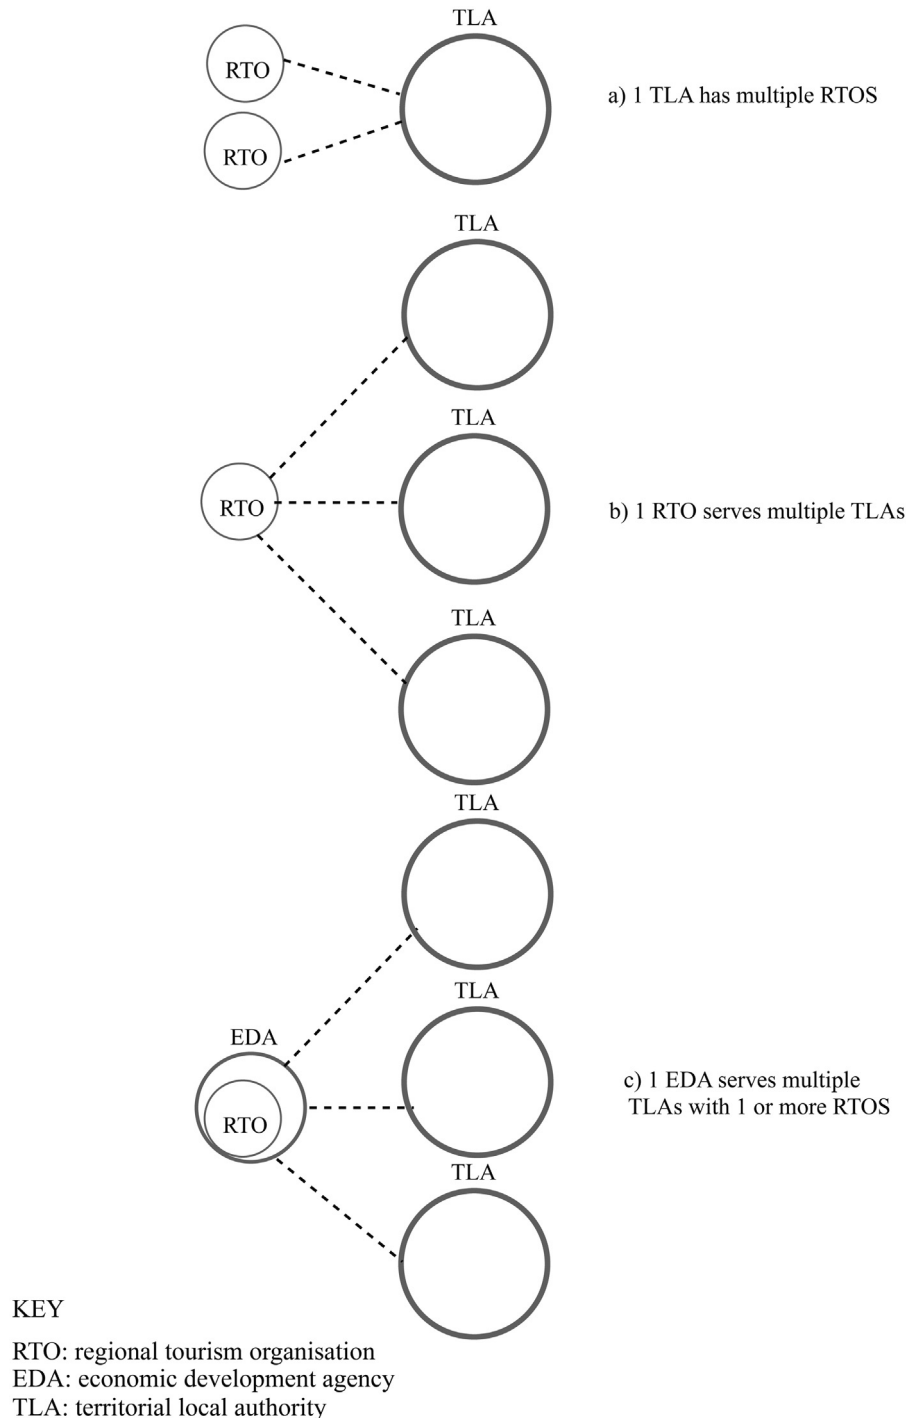 TLA
RTO
a) 1 TLA has multiple RTOS
RTO
TLA
TLA
RTO
b) 1 RTO serves multiple TLAs
TLA
TLA
TLA
EDA
c) 1 EDA serves multiple
TLAs with 1 or more RTOS
RTO
TLA
KEY
RTO: regional tourism organisation
EDA: economic development agency
TLA: territorial local authority